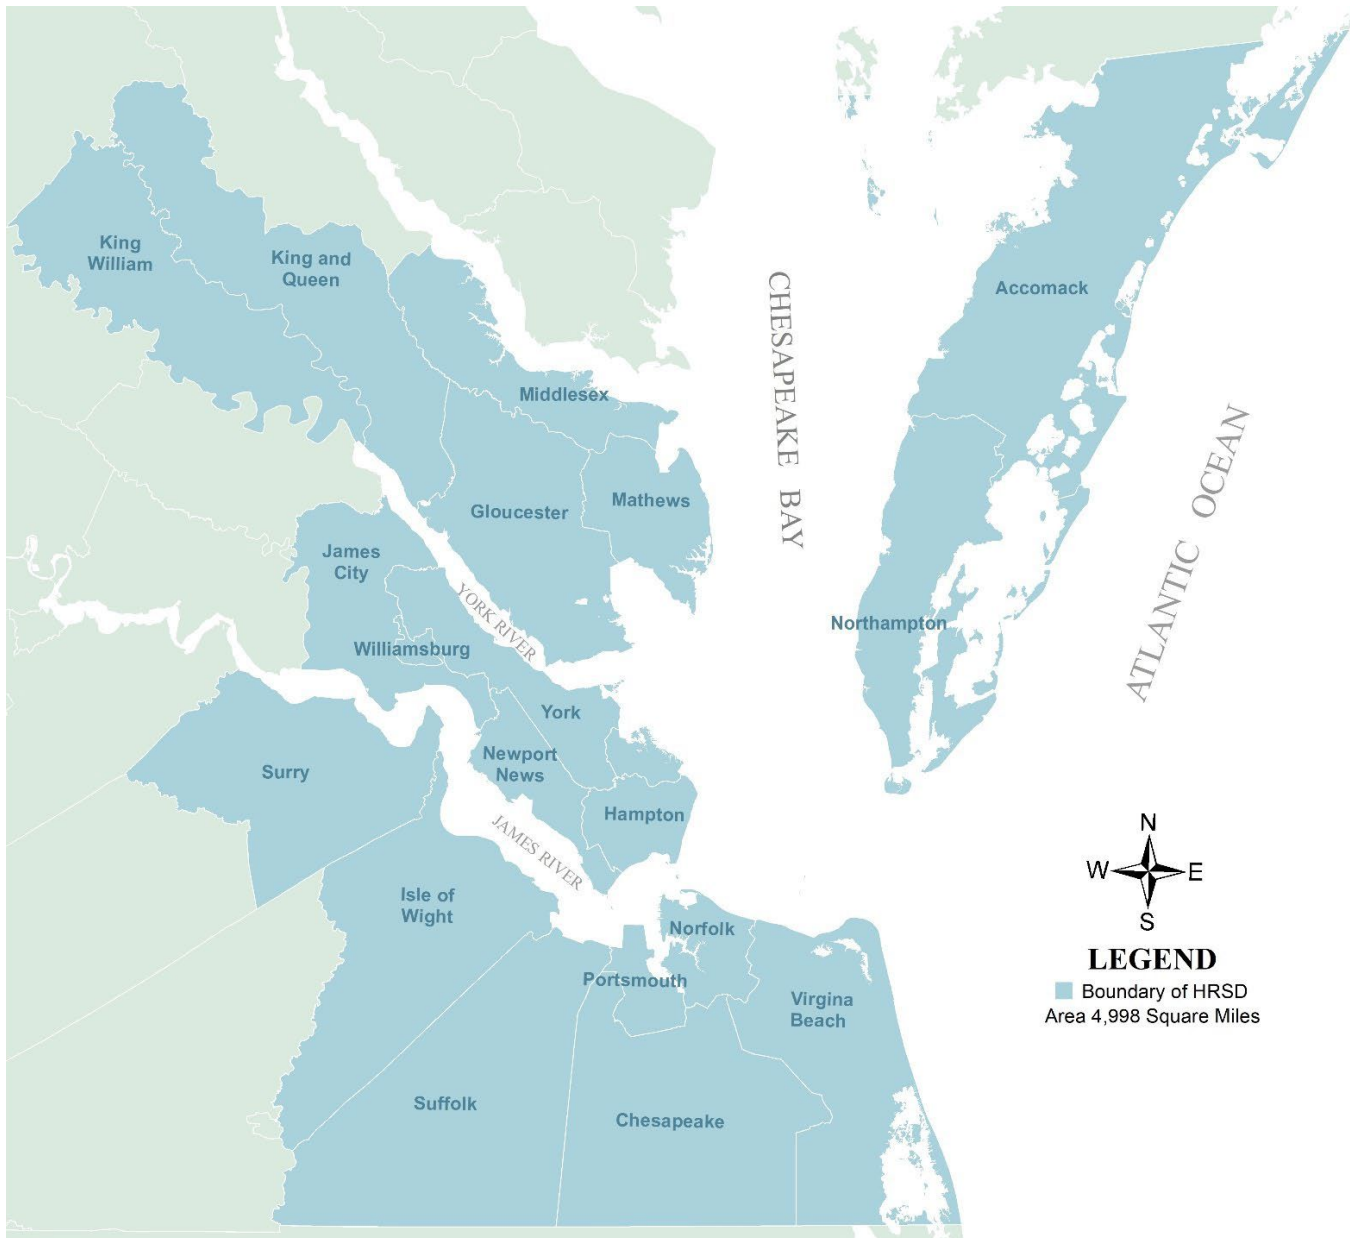 King
William
King and
Queen
Middlesex
Accomack
CHESAPEAKE BAY
ATLANTIC OCEAN
Gloucester
Mathews
James
City
YORK RIVER
Williamsburg
Northampton
York
Newport
News
Surry
Hampton
JAMES RIVER
Isle of
Wight
Norfolk
Portsmouth
Virgina
Beach
Suffolk
Chesapeake
N
W E
S
LEGEND
Boundary of HRSD
Area 4,998 Square Miles